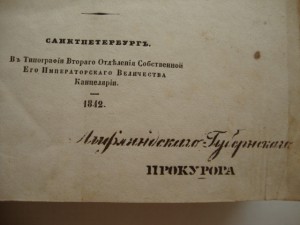 САНКТПЕТЕРБУРГЪ.
Въ Типографіи Втораго Отдѣленія Собственной
Его Императорскаго Величества
Канцеляріи.
1842.
Лифляндскаго Губернскаго
ПРОКУРОРА